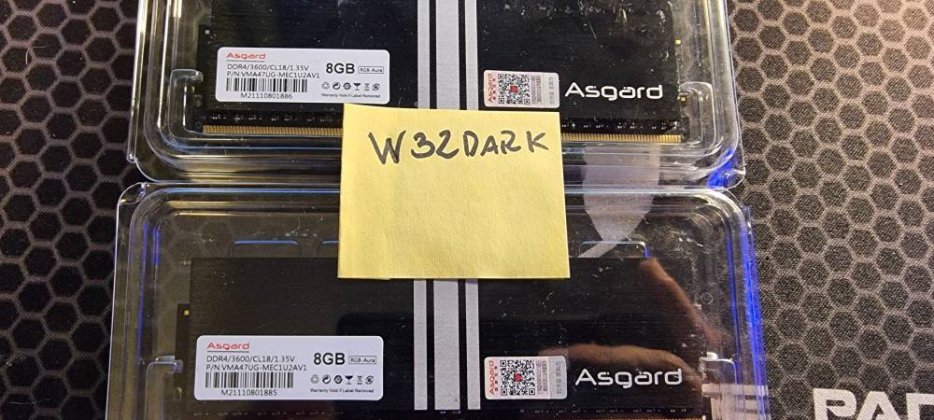 Asgard
DDR4/3600/CL18/1.35V
P/N:VMA47UG-MEC1U2AV1
8GB
RGB-Aura
Warranty Void If Label Removed
M21110801886
Asgard
W32DARK
Asgard
DDR4/3600/CL18/1.35V
P/N:VMA47UG-MEC1U2AV1
8GB
RGB-Aura
Warranty Void If Label Removed
M21110801885
Asgard